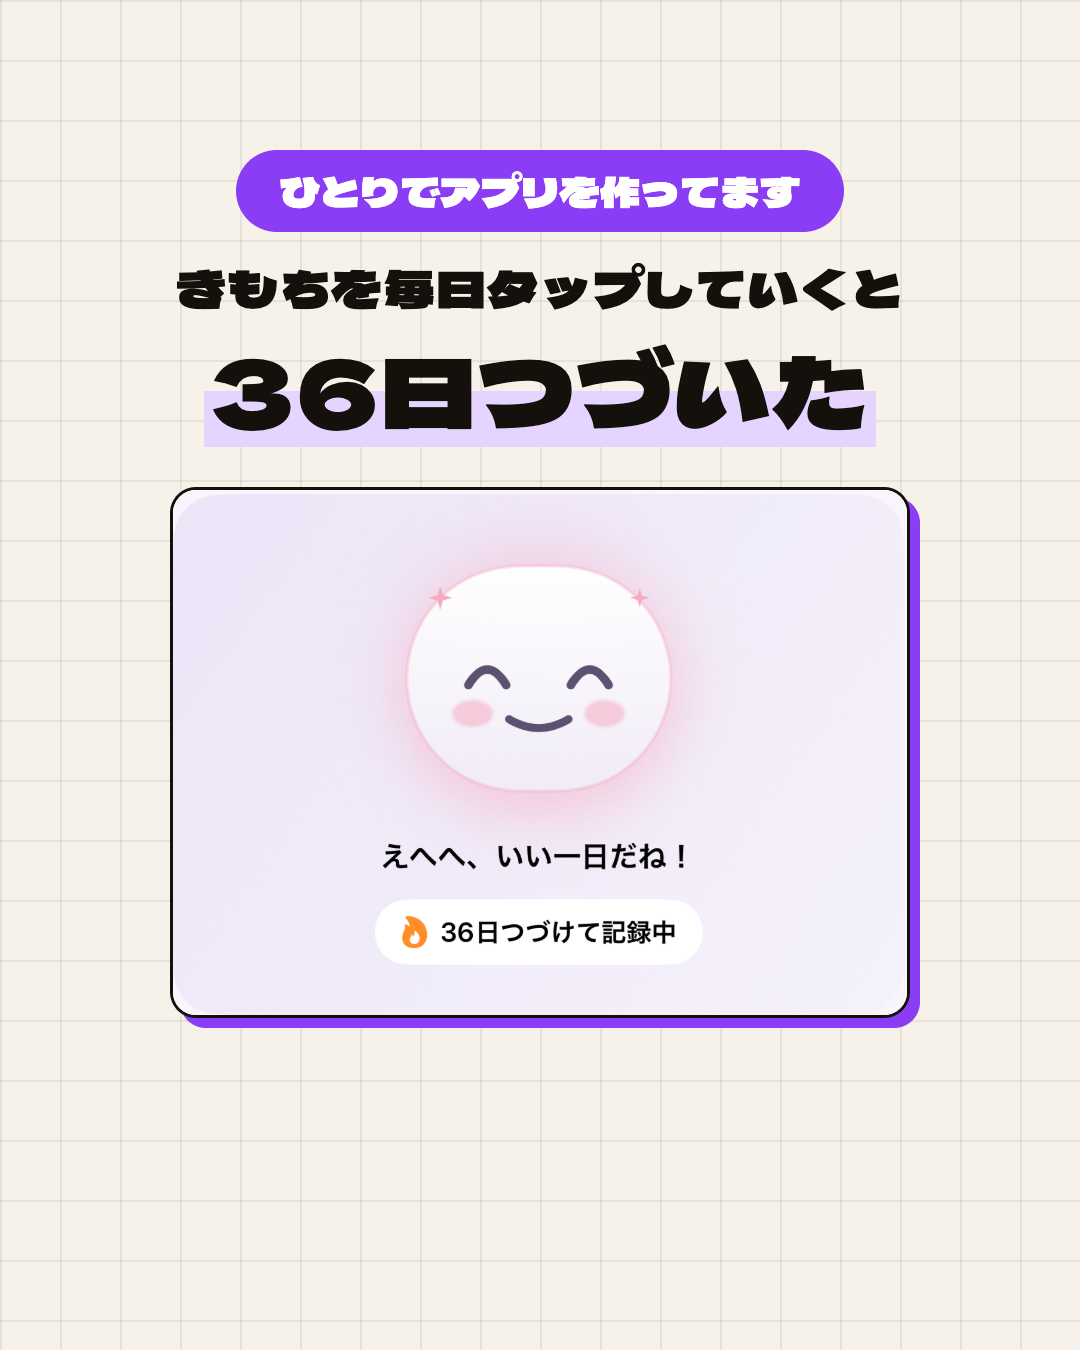 ひとりでアプリを作ってます
きもちを毎日タップしていくと
36日つづいた
えへへ、いい一日だね！
36日つづけて記録中